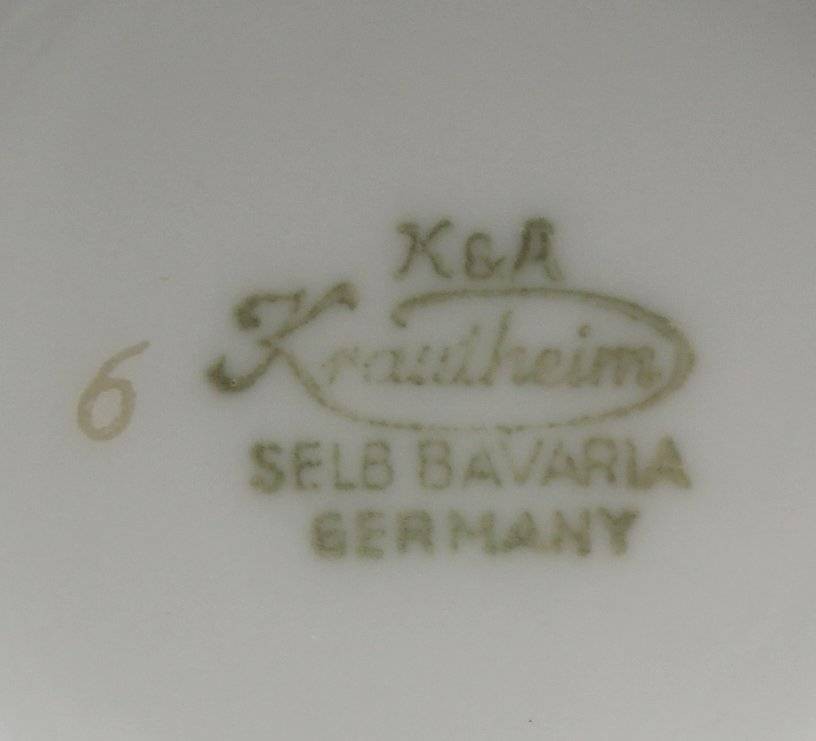 K&A
Krautheim
6
SELB BAVARIA
GERMANY